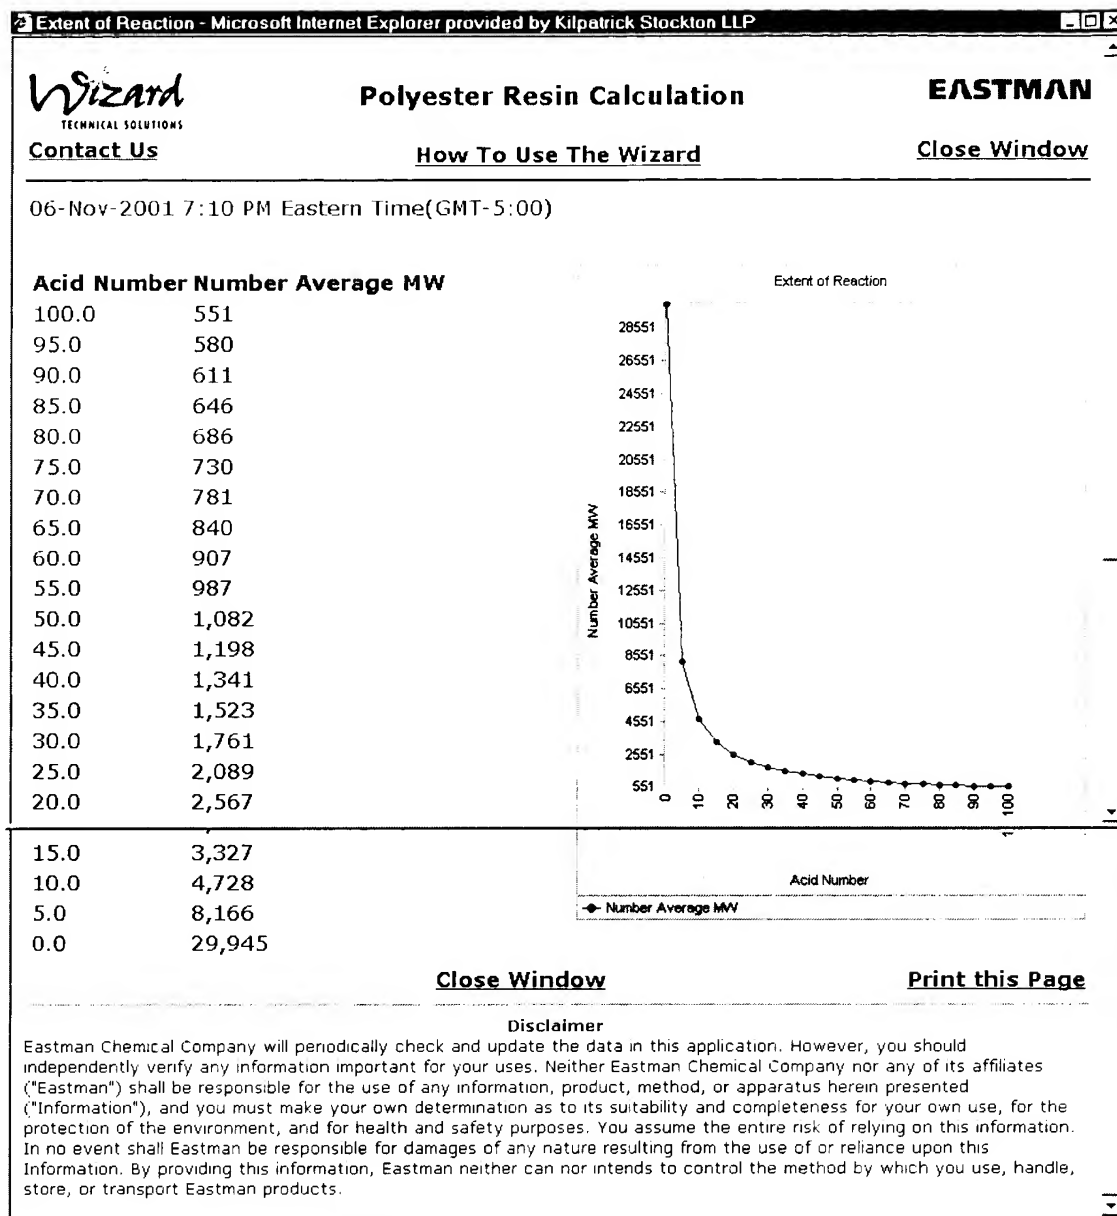 Extent of Reaction - Microsoft Internet Explorer provided by Kilpatrick Stockton LLP
Wizard
TECHNICAL SOLUTIONS
Polyester Resin Calculation
EASTMAN
Contact Us
How To Use The Wizard
Close Window
06-Nov-2001 7:10 PM Eastern Time(GMT-5:00)
Acid Number Number Average MW
100.0 551
95.0 580
90.0 611
85.0 646
80.0 686
75.0 730
70.0 781
65.0 840
60.0 907
55.0 987
50.0 1,082
45.0 1,198
40.0 1,341
35.0 1,523
30.0 1,761
25.0 2,089
20.0 2,567
15.0 3,327
10.0 4,728
5.0 8,166
0.0 29,945
Extent of Reaction
28551
26551
24551
22551
20551
18551
16551
14551
12551
10551
8551
6551
4551
2551
551
Number Average MW
0 10 20 30 40 50 60 70 80 90 100
Acid Number
Number Average MW
Close Window
Print this Page
Disclaimer
Eastman Chemical Company will periodically check and update the data in this application. However, you should
independently verify any information important for your uses. Neither Eastman Chemical Company nor any of its affiliates
("Eastman") shall be responsible for the use of any information, product, method, or apparatus herein presented
("Information"), and you must make your own determination as to its suitability and completeness for your own use, for the
protection of the environment, and for health and safety purposes. You assume the entire risk of relying on this information.
In no event shall Eastman be responsible for damages of any nature resulting from the use of or reliance upon this
Information. By providing this information, Eastman neither can nor intends to control the method by which you use, handle,
store, or transport Eastman products.